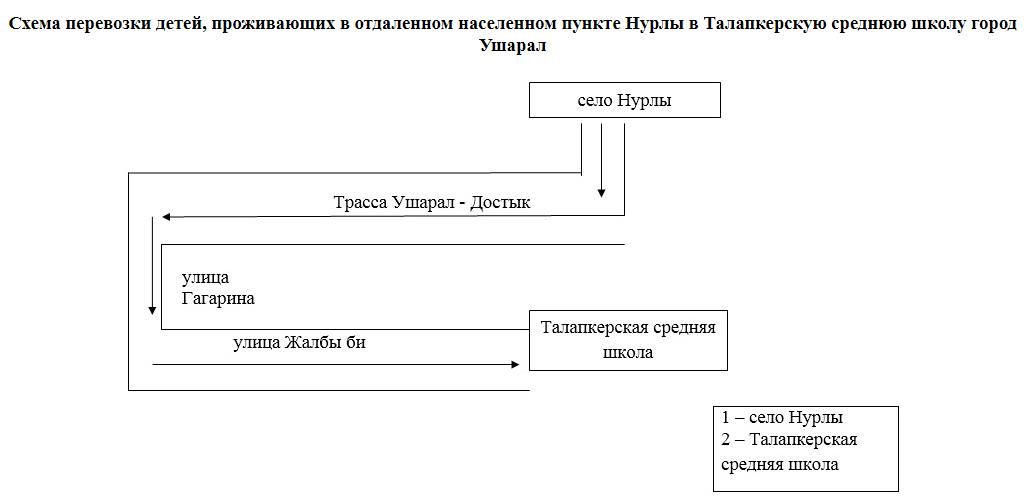 Схема перевозки детей, проживающих в отдаленном населенном пункте Нурлы в Талапкерскую среднюю школу город
Ушарал
село Нурлы
Трасса Ушарал - Достык
улица
Гагарина
улица Жалбы би
Талапкерская средняя
школа
1 – село Нурлы
2 – Талапкерская
средняя школа